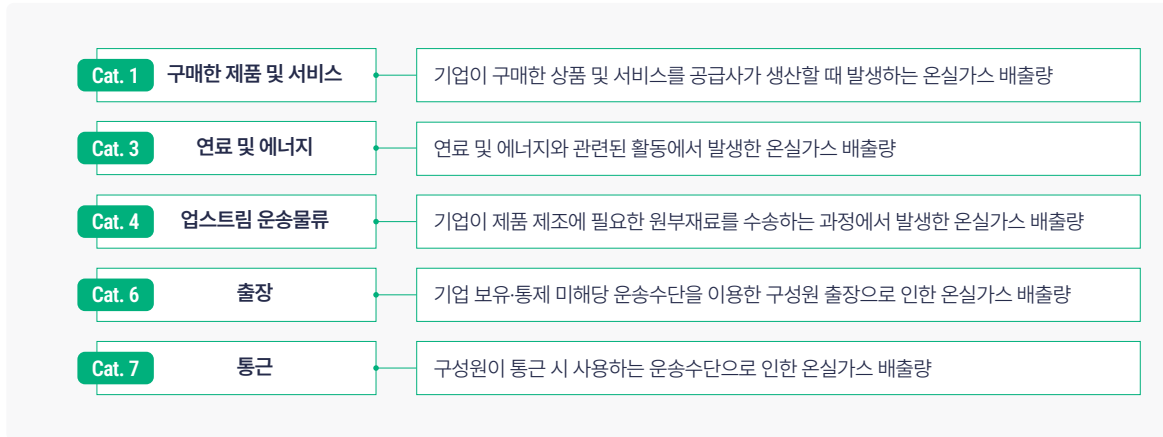 Cat. 1 구매한 제품 및 서비스 기업이 구매한 상품 및 서비스를 공급사가 생산할 때 발생하는 온실가스 배출량
Cat. 3 연료 및 에너지 연료 및 에너지와 관련된 활동에서 발생한 온실가스 배출량
Cat. 4 업스트림 운송물류 기업이 제품 제조에 필요한 원부재료를 수송하는 과정에서 발생한 온실가스 배출량
Cat. 6 출장 기업 보유·통제 미해당 운송수단을 이용한 구성원 출장으로 인한 온실가스 배출량
Cat. 7 통근 구성원이 통근 시 사용하는 운송수단으로 인한 온실가스 배출량